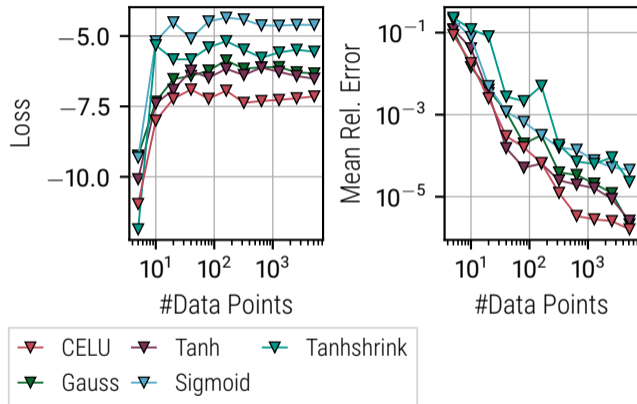 Loss
−5.0
−7.5
−10.0
10¹ 10² 10³
#Data Points
Mean Rel. Error
10⁻¹
10⁻³
10⁻⁵
10¹ 10² 10³
#Data Points
CELU Tanh Tanhshrink
Gauss Sigmoid